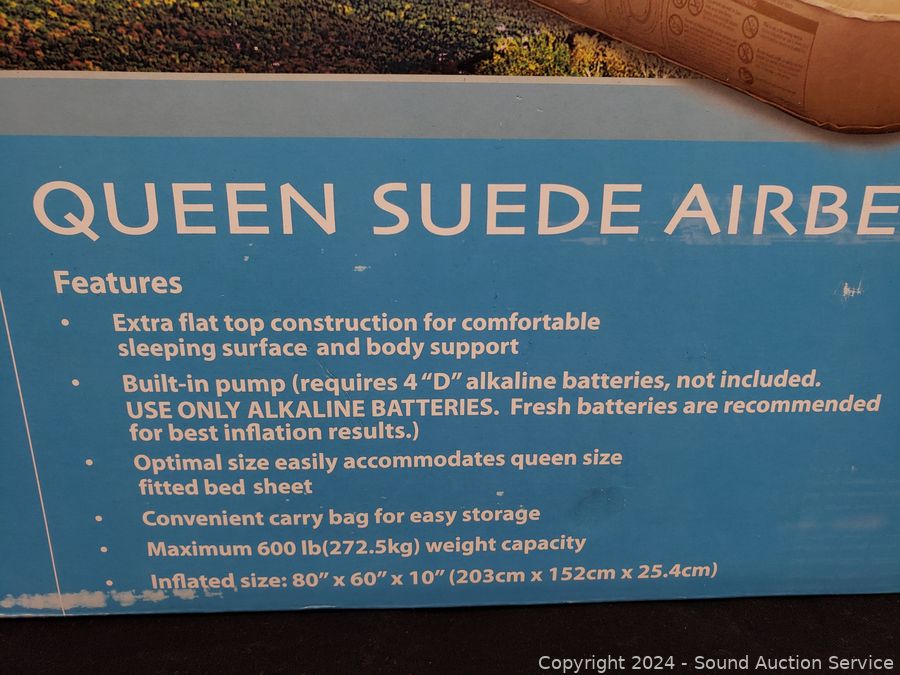 QUEEN SUEDE AIRBE
Features
• Extra flat top construction for comfortable
sleeping surface and body support
• Built-in pump (requires 4 “D” alkaline batteries, not included.
USE ONLY ALKALINE BATTERIES. Fresh batteries are recommended
for best inflation results.)
• Optimal size easily accommodates queen size
fitted bed sheet
• Convenient carry bag for easy storage
• Maximum 600 lb(272.5kg) weight capacity
• Inflated size: 80” x 60” x 10” (203cm x 152cm x 25.4cm)
Copyright 2024 - Sound Auction Service